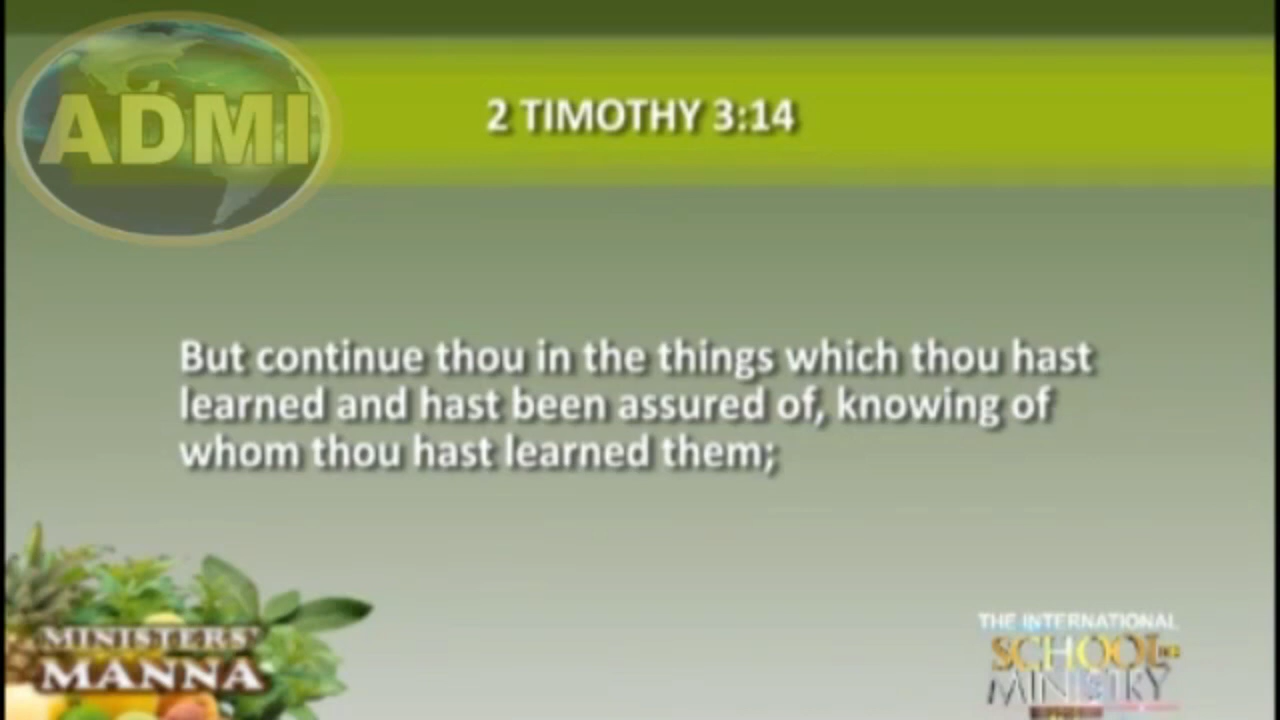 ADMI
2 TIMOTHY 3:14
But continue thou in the things which thou hast
learned and hast been assured of, knowing of
whom thou hast learned them;
MINISTERS'
MANNA
THE INTERNATIONAL
SCHOOL
MINISTRY